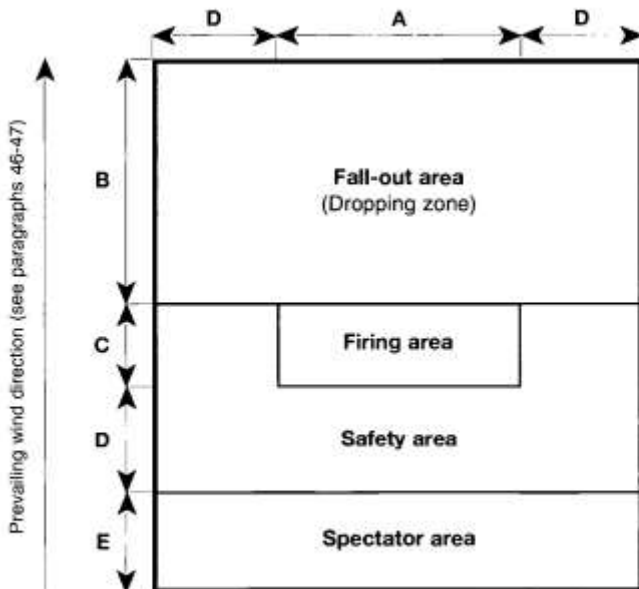 D A D
B
Fall-out area
(Dropping zone)
C
Firing area
D
Safety area
E
Spectator area
Prevailing wind direction (see paragraphs 46-47)